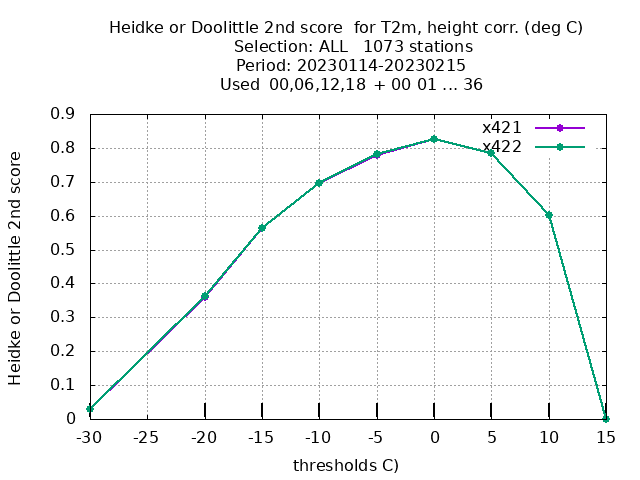 Heidke or Doolittle 2nd score  for T2m, height corr. (deg C)
Selection: ALL   1073 stations
Period: 20230114-20230215
Used  00,06,12,18  + 00 01 ... 36
0.9
0.8
0.7
0.6
0.5
0.4
0.3
0.2
0.1
0
Heidke or Doolittle 2nd score
x421
x422
-30 -25 -20 -15 -10 -5 0 5 10 15
thresholds C)